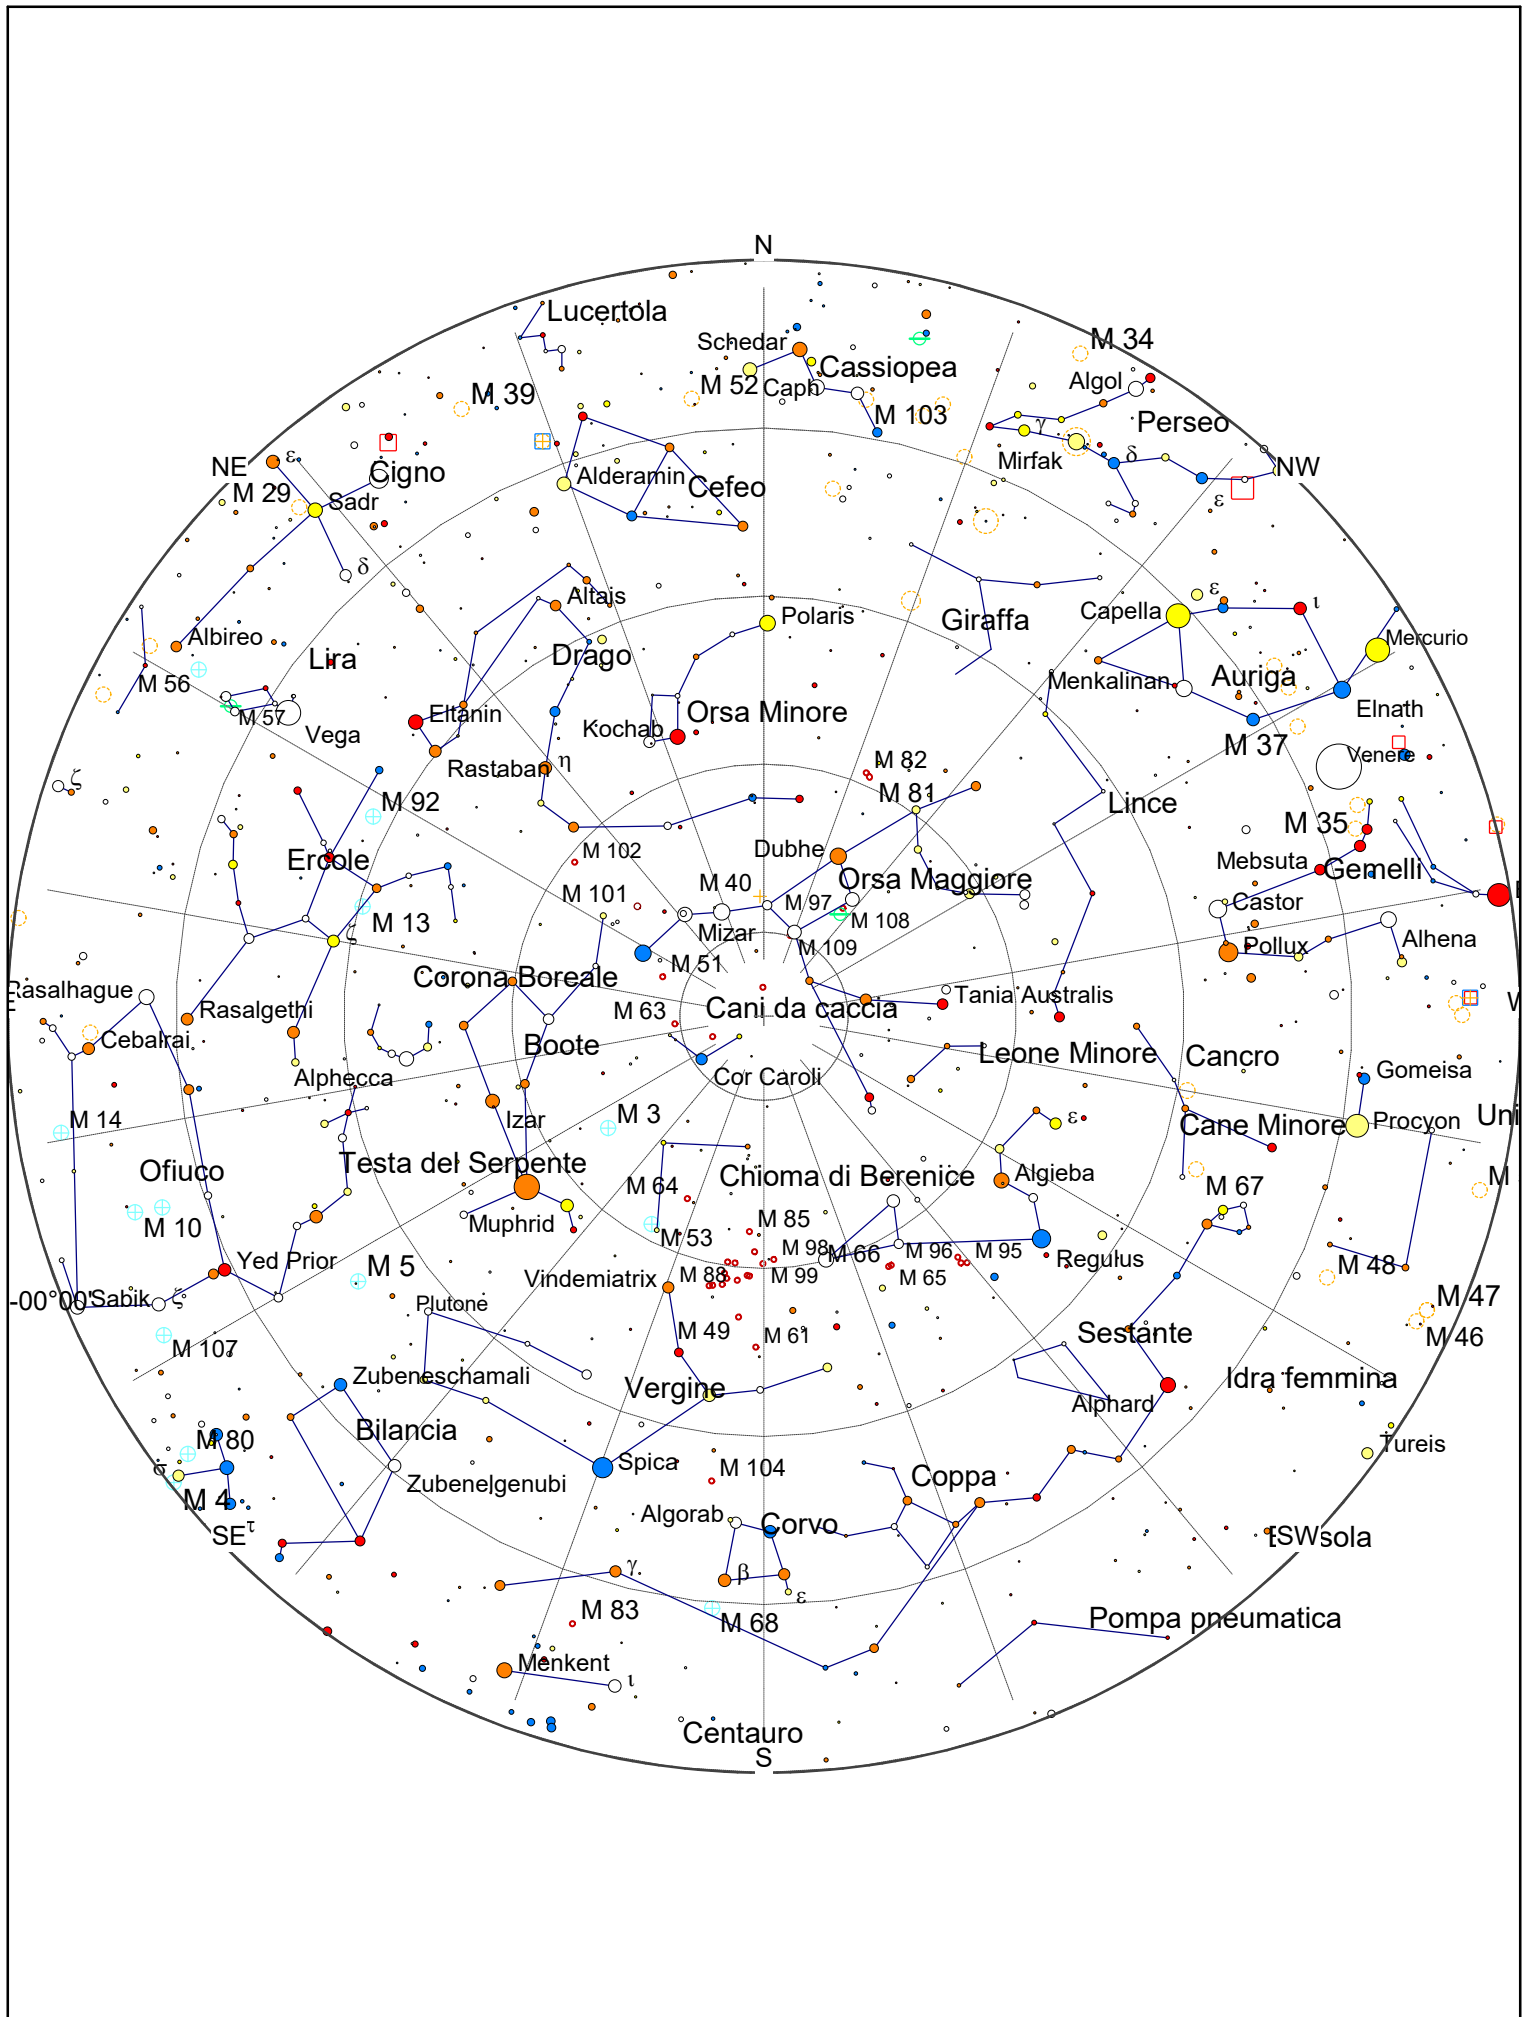 N
Lucertola
Schedar
M 34
Cassiopea
Algol
M 52
Caph
M 39
M 103
Perseo
γ
NE
ε
Cigno
Mirfak
δ
NW
M 29
Sadr
Alderamin
Cefeo
ε
δ
Altais
Polaris
Giraffa
Capella
ε
ι
Albireo
Mercurio
Lira
Drago
M 56
Menkalinan
Auriga
M 57
Eltanin
Kochab
Orsa Minore
Elnath
Vega
M 37
Venere
Rastaban
η
M 82
ζ
M 92
M 81
Lince
M 35
Ercole
M 102
Dubhe
Mebsuta
Gemelli
M 40
Orsa Maggiore
M 101
M 97
Castor
M 13
M 108
Mizar
Alhena
ζ
M 109
Pollux
M 51
Corona Boreale
Rasalhague
Tania Australis
Rasalgethi
M 63
Cani da caccia
Cebalrai
Boote
Leone Minore
Cancro
Alphecca
Cor Caroli
Gomeisa
M 14
Izar
M 3
ε
Cane Minore
Procyon
Uni
Ofiuco
Testa del Serpente
Chioma di Berenice
Algieba
M
M 64
M 67
M 10
Muphrid
M 85
M 53
M 98
M 66
M 96
M 95
Regulus
Yed Prior
M 5
Vindemiatrix
M 88
M 99
M 65
M 48
-00°00'
Sabik
ζ
Plutone
M 47
M 107
M 49
M 61
Sestante
M 46
Zubeneschamali
Vergine
Idra femmina
Alphard
Bilancia
M 80
Tureis
σ
Spica
M 104
Coppa
Zubenelgenubi
M 4
Algorab
Corvo
SE
τ
SW
sola
γ
β
ε
M 83
M 68
Pompa pneumatica
Menkent
ι
Centauro
S